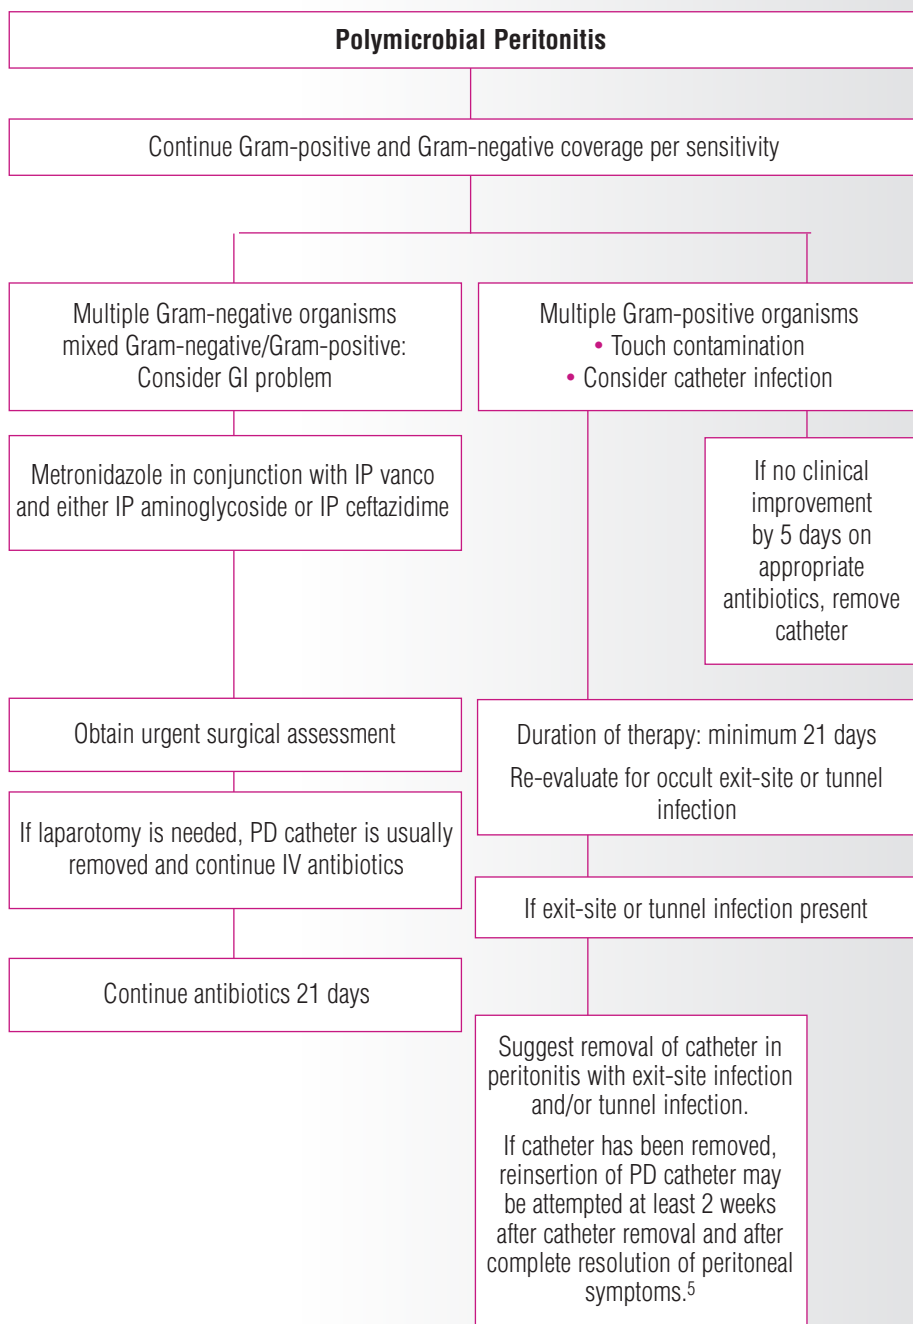 Polymicrobial Peritonitis
Continue Gram-positive and Gram-negative coverage per sensitivity
Multiple Gram-negative organisms
mixed Gram-negative/Gram-positive:
Consider GI problem
Metronidazole in conjunction with IP vanco
and either IP aminoglycoside or IP ceftazidime
Obtain urgent surgical assessment
If laparotomy is needed, PD catheter is usually
removed and continue IV antibiotics
Continue antibiotics 21 days
Multiple Gram-positive organisms
• Touch contamination
• Consider catheter infection
If no clinical
improvement
by 5 days on
appropriate
antibiotics, remove
catheter
Duration of therapy: minimum 21 days
Re-evaluate for occult exit-site or tunnel
infection
If exit-site or tunnel infection present
Suggest removal of catheter in
peritonitis with exit-site infection
and/or tunnel infection.
If catheter has been removed,
reinsertion of PD catheter may
be attempted at least 2 weeks
after catheter removal and after
complete resolution of peritoneal
symptoms.5